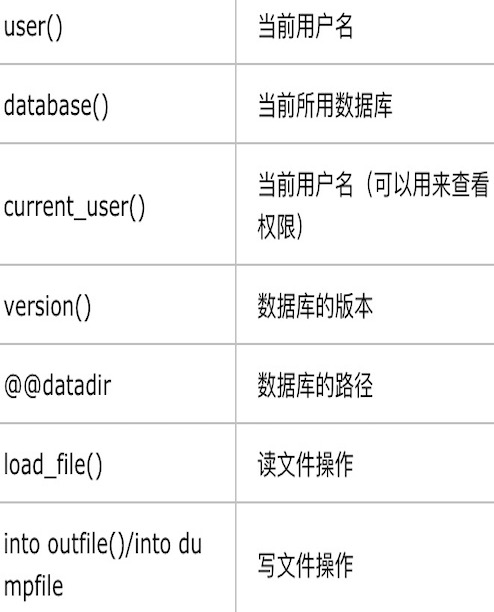 user()
当前用户名
database()
当前所用数据库
current_user()
当前用户名（可以用来查看
权限）
version()
数据库的版本
@@datadir
数据库的路径
load_file()
读文件操作
into outfile()/into du
mpfile
写文件操作